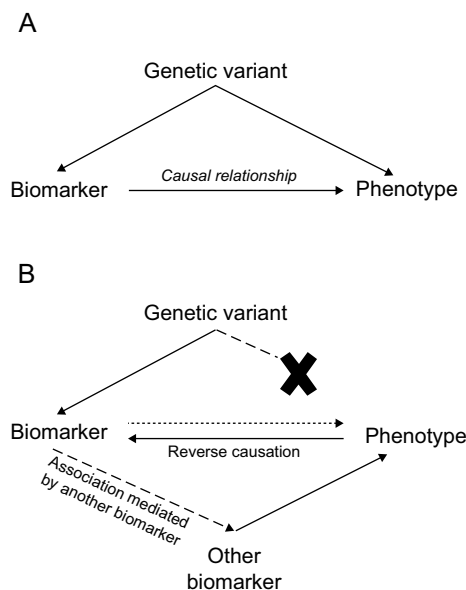 A
Genetic variant
Causal relationship
Biomarker
Phenotype
B
Genetic variant
Biomarker
Phenotype
Reverse causation
Association mediated
by another biomarker
Other
biomarker